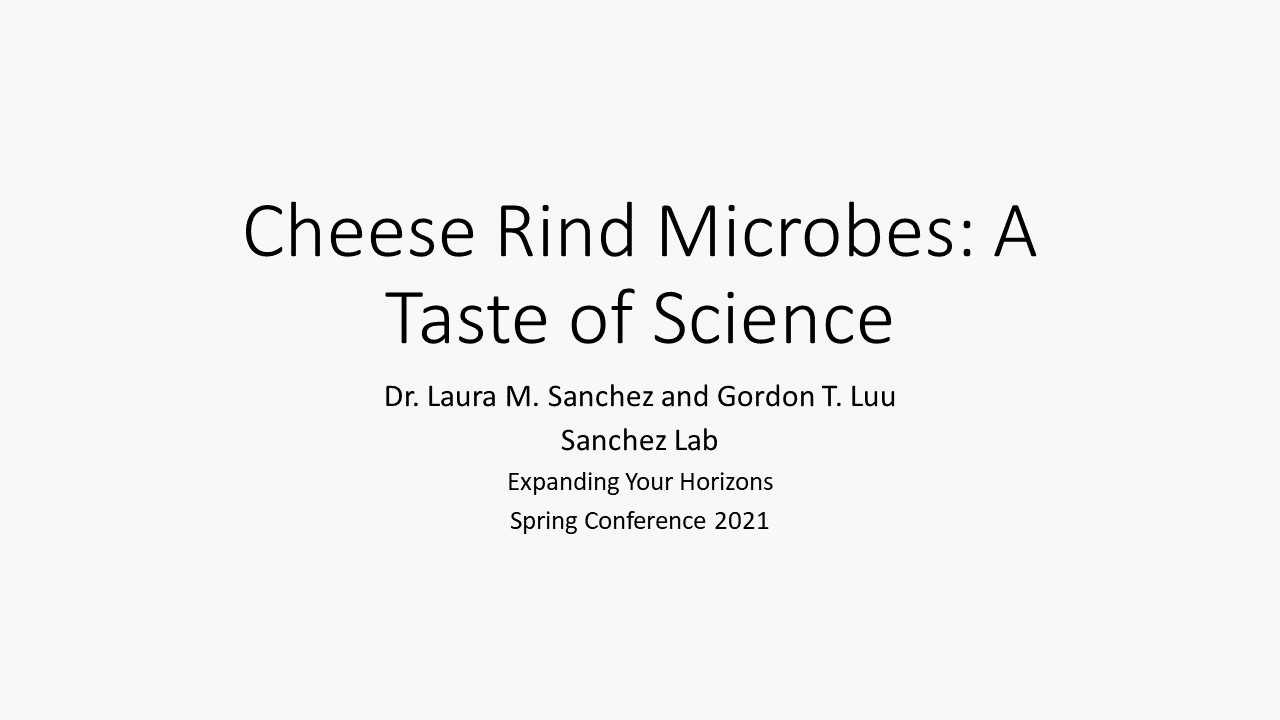 Cheese Rind Microbes: A
Taste of Science
Dr. Laura M. Sanchez and Gordon T. Luu
Sanchez Lab
Expanding Your Horizons
Spring Conference 2021